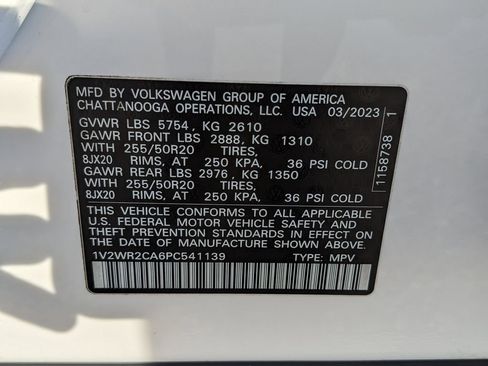 MFD BY VOLKSWAGEN GROUP OF AMERICA
CHATTANOOGA OPERATIONS, LLC. USA 03/2023
GVWR LBS 5754, KG 2610
GAWR FRONT LBS 2888, KG 1310
WITH 255/50R20 TIRES,
8JX20 RIMS, AT 250 KPA, 36 PSI COLD
GAWR REAR LBS 2976, KG 1350
WITH 255/50R20 TIRES,
8JX20 RIMS, AT 250 KPA, 36 PSI COLD
THIS VEHICLE CONFORMS TO ALL APPLICABLE
U.S. FEDERAL MOTOR VEHICLE SAFETY AND
THEFT PREVENTION STANDARDS IN EFFECT ON
THE DATE OF MANUFACTURE SHOWN ABOVE.
1V2WR2CA6PC541139 TYPE: MPV
1158738 1